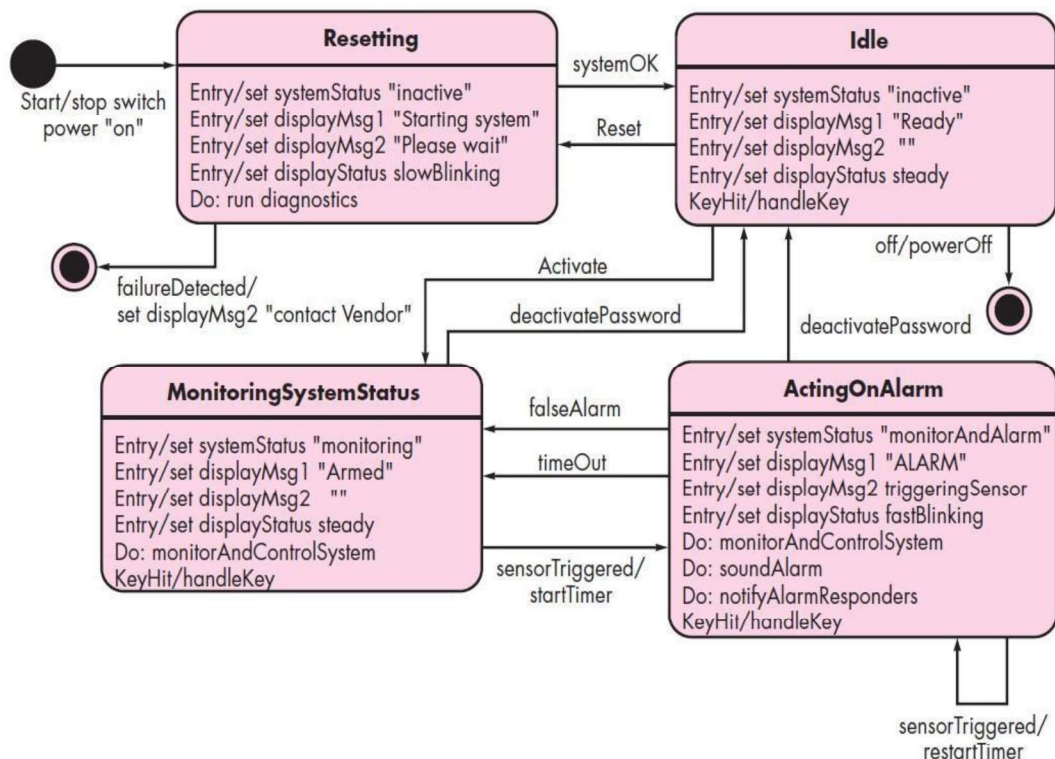 Resetting
Entry/set systemStatus "inactive"
Entry/set displayMsg1 "Starting system"
Entry/set displayMsg2 "Please wait"
Entry/set displayStatus slowBlinking
Do: run diagnostics
Start/stop switch
power "on"
systemOK
Reset
Idle
Entry/set systemStatus "inactive"
Entry/set displayMsg1 "Ready"
Entry/set displayMsg2 ""
Entry/set displayStatus steady
KeyHit/handleKey
failureDetected/
set displayMsg2 "contact Vendor"
Activate
deactivatePassword
off/powerOff
deactivatePassword
MonitoringSystemStatus
Entry/set systemStatus "monitoring"
Entry/set displayMsg1 "Armed"
Entry/set displayMsg2 ""
Entry/set displayStatus steady
Do: monitorAndControlSystem
KeyHit/handleKey
falseAlarm
timeOut
sensorTriggered/
startTimer
ActingOnAlarm
Entry/set systemStatus "monitorAndAlarm"
Entry/set displayMsg1 "ALARM"
Entry/set displayMsg2 triggeringSensor
Entry/set displayStatus fastBlinking
Do: monitorAndControlSystem
Do: soundAlarm
Do: notifyAlarmResponders
KeyHit/handleKey
sensorTriggered/
restartTimer